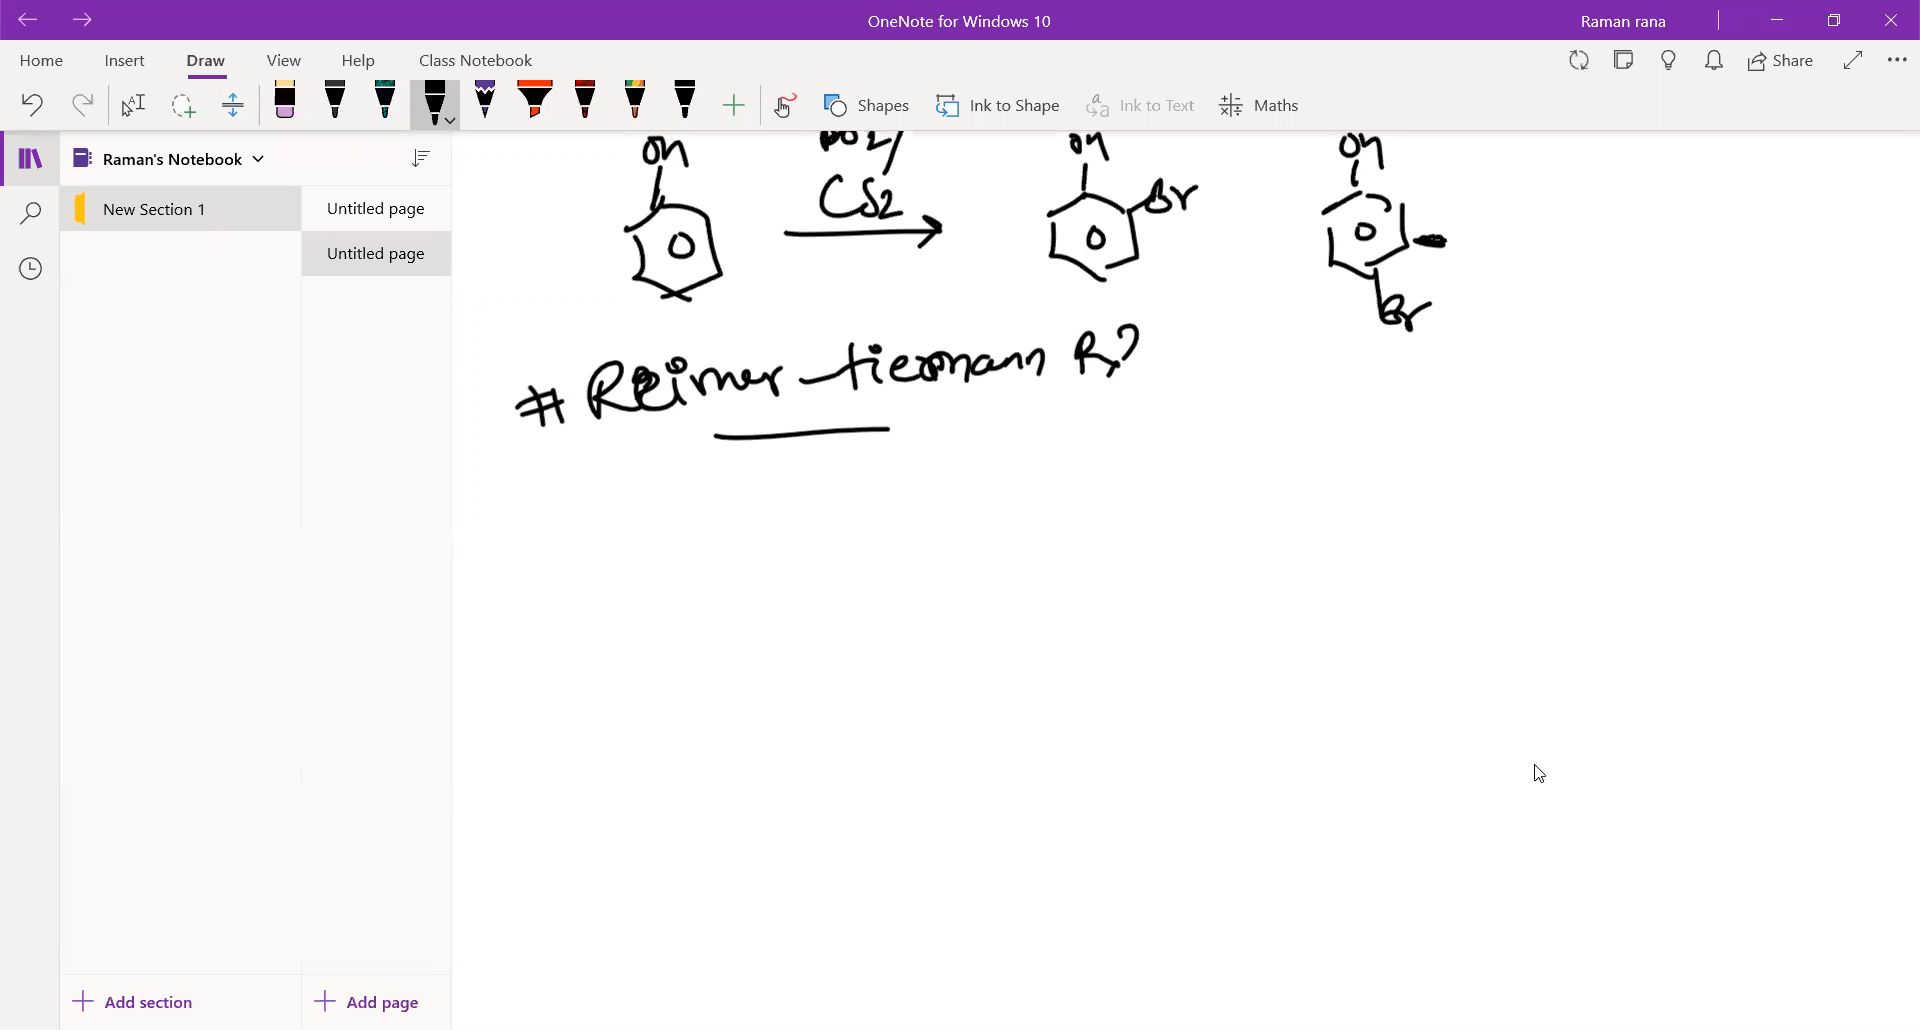 OneNote for Windows 10
Raman rana
Home Insert Draw View Help Class Notebook
Share
Shapes Ink to Shape Ink to Text Maths
Raman's Notebook
New Section 1
Untitled page
Untitled page
OH
CS2
OH
Br
OH
Br
# Reimer - tiemann
Add section
Add page